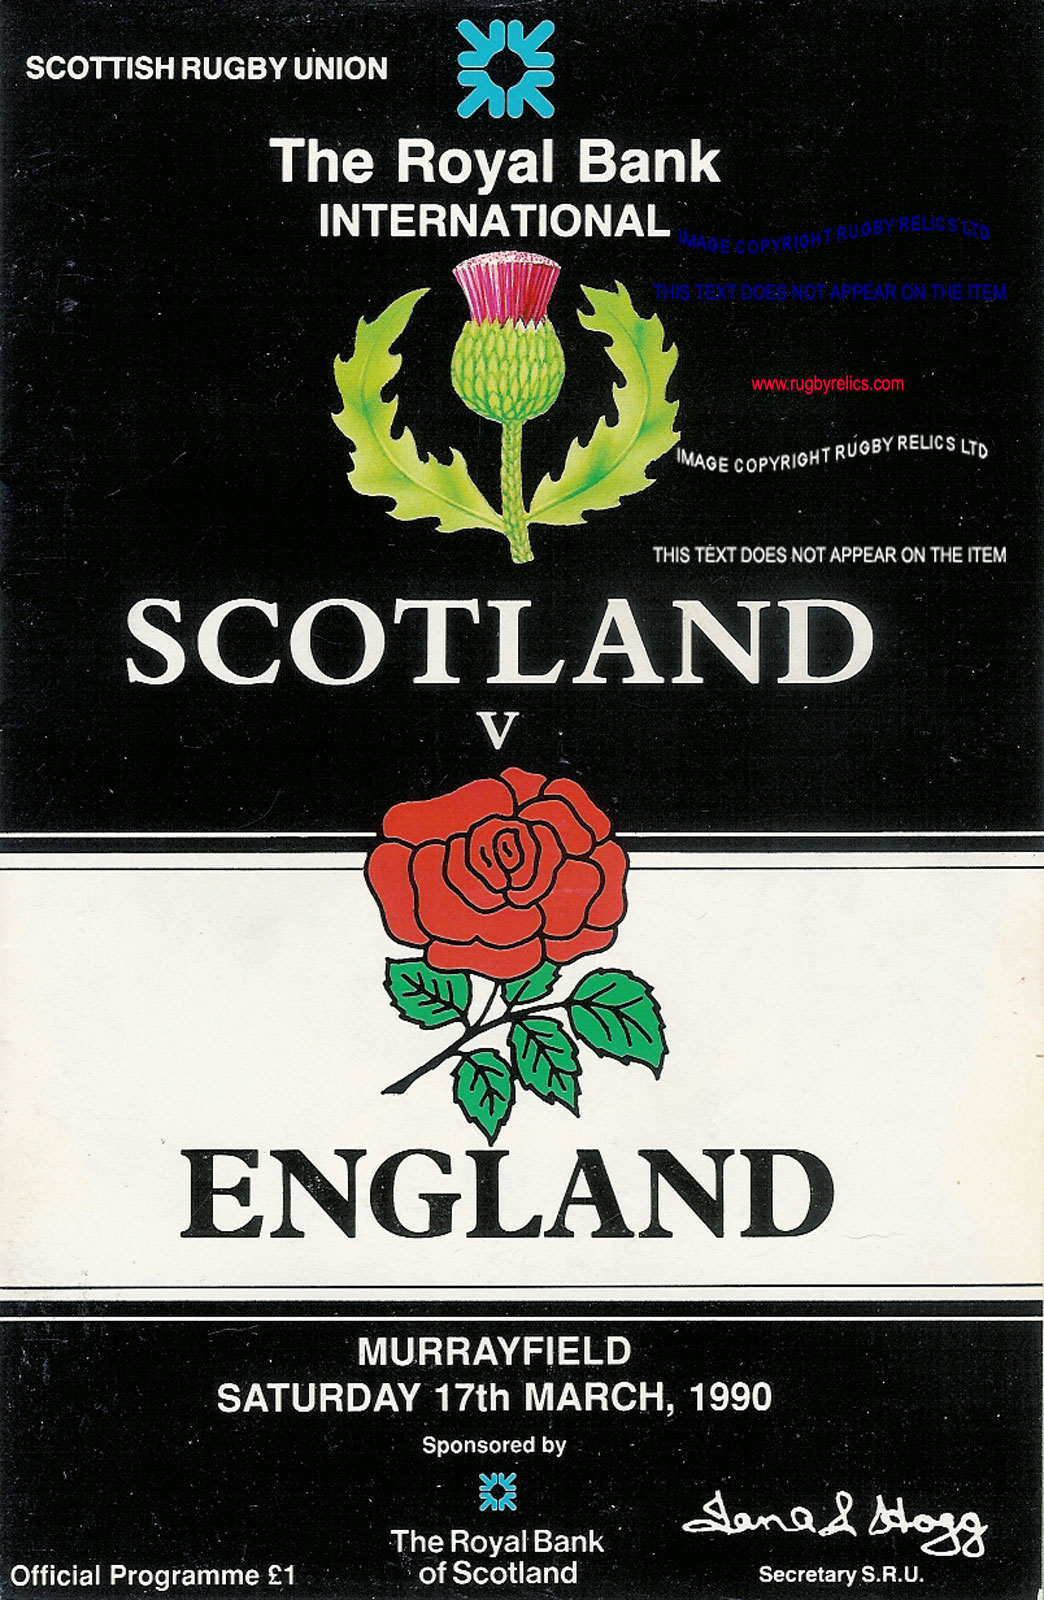 SCOTTISH RUGBY UNION
The Royal Bank
INTERNATIONAL
IMAGE COPYRIGHT RUGBY RELICS LTD
THIS TEXT DOES NOT APPEAR ON THE ITEM
www.rugbyrelics.com
IMAGE COPYRIGHT RUGBY RELICS LTD
THIS TEXT DOES NOT APPEAR ON THE ITEM
SCOTLAND
V
ENGLAND
MURRAYFIELD
SATURDAY 17th MARCH, 1990
Sponsored by
The Royal Bank
of Scotland
Official Programme £1
Hogg
Secretary S.R.U.